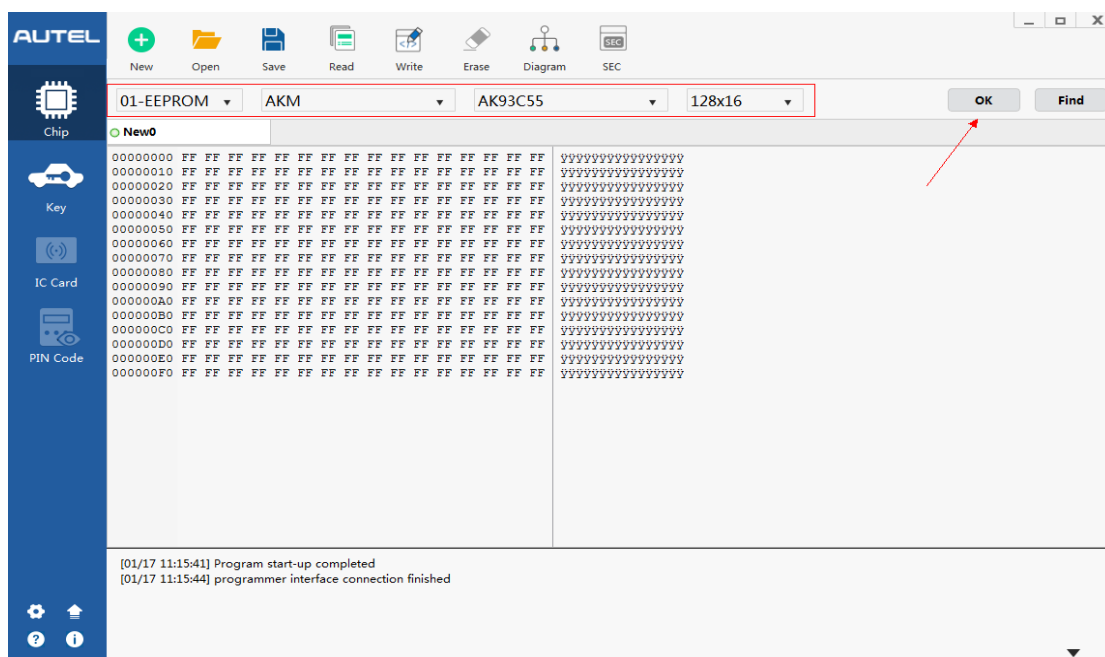 AUTEL
New Open Save Read Write Erase Diagram SEC
01-EEPROM AKM AK93C55 128x16 OK Find
Chip
New0
Key
IC Card
PIN Code
00000000 FF FF FF FF FF FF FF FF FF FF FF FF FF FF FF FF ÿÿÿÿÿÿÿÿÿÿÿÿÿÿÿÿ
00000010 FF FF FF FF FF FF FF FF FF FF FF FF FF FF FF FF ÿÿÿÿÿÿÿÿÿÿÿÿÿÿÿÿ
00000020 FF FF FF FF FF FF FF FF FF FF FF FF FF FF FF FF ÿÿÿÿÿÿÿÿÿÿÿÿÿÿÿÿ
00000030 FF FF FF FF FF FF FF FF FF FF FF FF FF FF FF FF ÿÿÿÿÿÿÿÿÿÿÿÿÿÿÿÿ
00000040 FF FF FF FF FF FF FF FF FF FF FF FF FF FF FF FF ÿÿÿÿÿÿÿÿÿÿÿÿÿÿÿÿ
00000050 FF FF FF FF FF FF FF FF FF FF FF FF FF FF FF FF ÿÿÿÿÿÿÿÿÿÿÿÿÿÿÿÿ
00000060 FF FF FF FF FF FF FF FF FF FF FF FF FF FF FF FF ÿÿÿÿÿÿÿÿÿÿÿÿÿÿÿÿ
00000070 FF FF FF FF FF FF FF FF FF FF FF FF FF FF FF FF ÿÿÿÿÿÿÿÿÿÿÿÿÿÿÿÿ
00000080 FF FF FF FF FF FF FF FF FF FF FF FF FF FF FF FF ÿÿÿÿÿÿÿÿÿÿÿÿÿÿÿÿ
00000090 FF FF FF FF FF FF FF FF FF FF FF FF FF FF FF FF ÿÿÿÿÿÿÿÿÿÿÿÿÿÿÿÿ
000000A0 FF FF FF FF FF FF FF FF FF FF FF FF FF FF FF FF ÿÿÿÿÿÿÿÿÿÿÿÿÿÿÿÿ
000000B0 FF FF FF FF FF FF FF FF FF FF FF FF FF FF FF FF ÿÿÿÿÿÿÿÿÿÿÿÿÿÿÿÿ
000000C0 FF FF FF FF FF FF FF FF FF FF FF FF FF FF FF FF ÿÿÿÿÿÿÿÿÿÿÿÿÿÿÿÿ
000000D0 FF FF FF FF FF FF FF FF FF FF FF FF FF FF FF FF ÿÿÿÿÿÿÿÿÿÿÿÿÿÿÿÿ
000000E0 FF FF FF FF FF FF FF FF FF FF FF FF FF FF FF FF ÿÿÿÿÿÿÿÿÿÿÿÿÿÿÿÿ
000000F0 FF FF FF FF FF FF FF FF FF FF FF FF FF FF FF FF ÿÿÿÿÿÿÿÿÿÿÿÿÿÿÿÿ
[01/17 11:15:41] Program start-up completed
[01/17 11:15:44] programmer interface connection finished